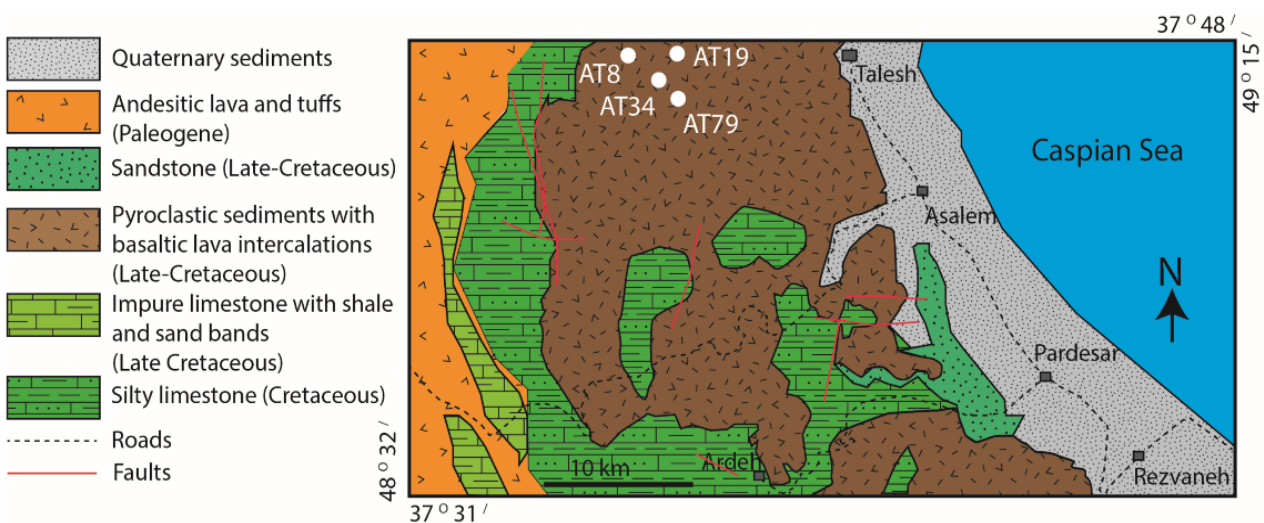 37 O 48 /
49 O 15 /
Quaternary sediments
Andesitic lava and tuffs
(Paleogene)
Sandstone (Late-Cretaceous)
Pyroclastic sediments with
basaltic lava intercalations
(Late-Cretaceous)
Impure limestone with shale
and sand bands
(Late Cretaceous)
Silty limestone (Cretaceous)
Roads
Faults
AT8
AT19
AT34
AT79
Talesh
Caspian Sea
Asalem
N
Pardesar
Ardeh
10 km
Rezvaneh
48 O 32 /
37 O 31 /